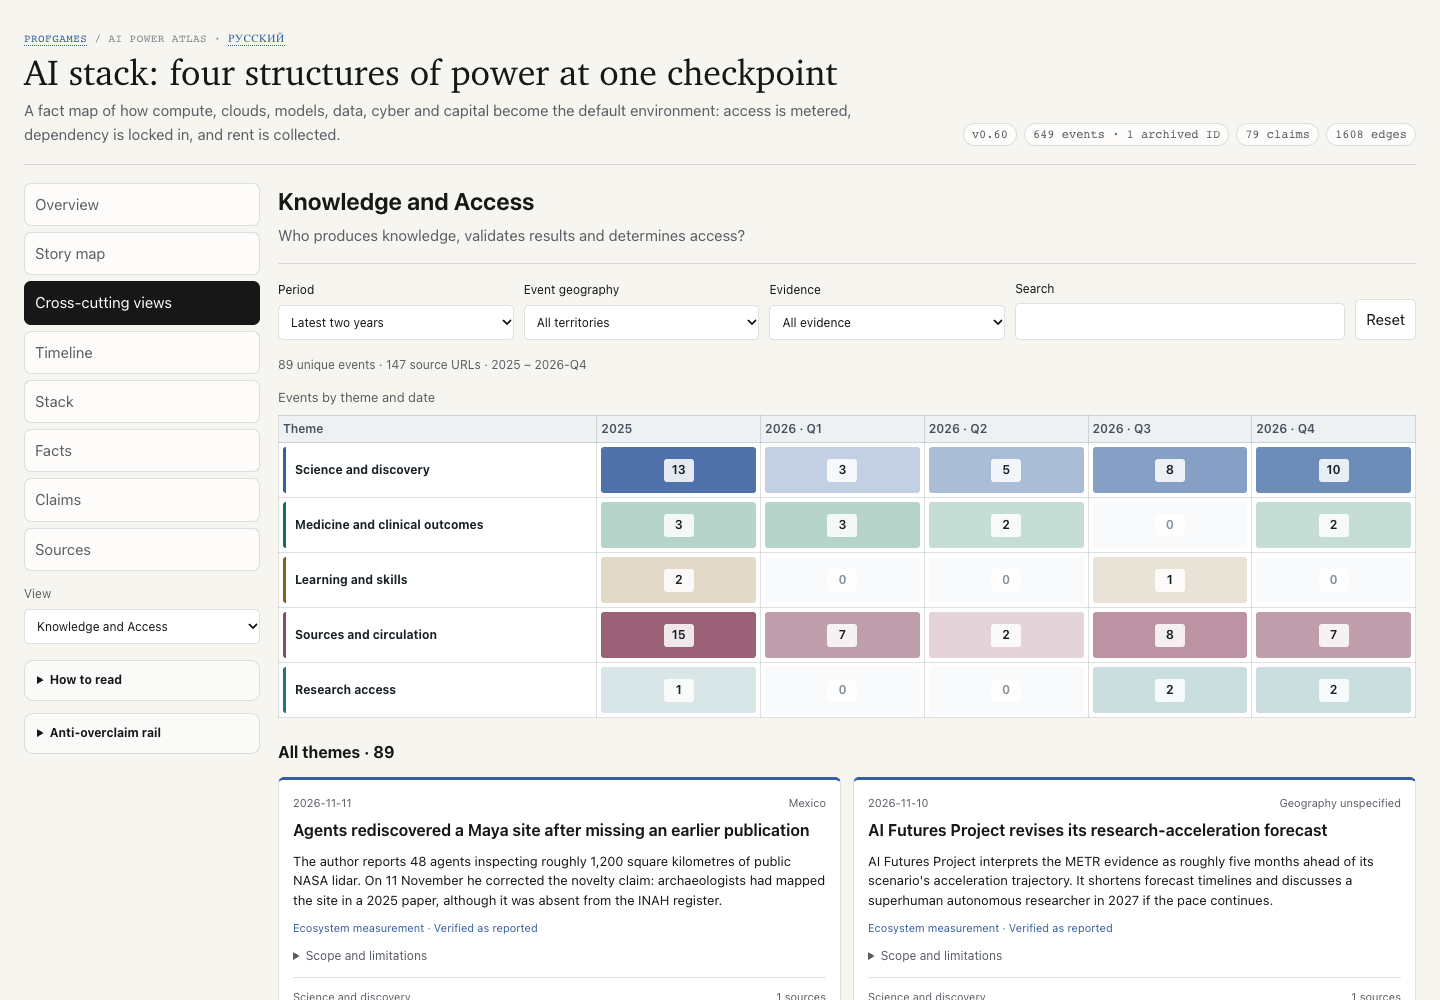 PROFGAMES / AI POWER ATLAS · РУССКИЙ
AI stack: four structures of power at one checkpoint
A fact map of how compute, clouds, models, data, cyber and capital become the default environment: access is metered,
dependency is locked in, and rent is collected.
v0.60
649 events · 1 archived ID
79 claims
1608 edges
Overview
Story map
Cross-cutting views
Timeline
Stack
Facts
Claims
Sources
View
Knowledge and Access
How to read
Anti-overclaim rail
Knowledge and Access
Who produces knowledge, validates results and determines access?
Period
Event geography
Evidence
Search
Latest two years
All territories
All evidence
Reset
89 unique events · 147 source URLs · 2025 – 2026-Q4
Events by theme and date
Theme 2025 2026 · Q1 2026 · Q2 2026 · Q3 2026 · Q4
Science and discovery 13 3 5 8 10
Medicine and clinical outcomes 3 3 2 0 2
Learning and skills 2 0 0 1 0
Sources and circulation 15 7 2 8 7
Research access 1 0 0 2 2
All themes · 89
2026-11-11 Mexico
Agents rediscovered a Maya site after missing an earlier publication
The author reports 48 agents inspecting roughly 1,200 square kilometres of public
NASA lidar. On 11 November he corrected the novelty claim: archaeologists had mapped
the site in a 2025 paper, although it was absent from the INAH register.
Ecosystem measurement · Verified as reported
Scope and limitations
Science and discovery 1 sources
2026-11-10 Geography unspecified
AI Futures Project revises its research-acceleration forecast
AI Futures Project interprets the METR evidence as roughly five months ahead of its
scenario's acceleration trajectory. It shortens forecast timelines and discusses a
superhuman autonomous researcher in 2027 if the pace continues.
Ecosystem measurement · Verified as reported
Scope and limitations
Science and discovery 1 sources